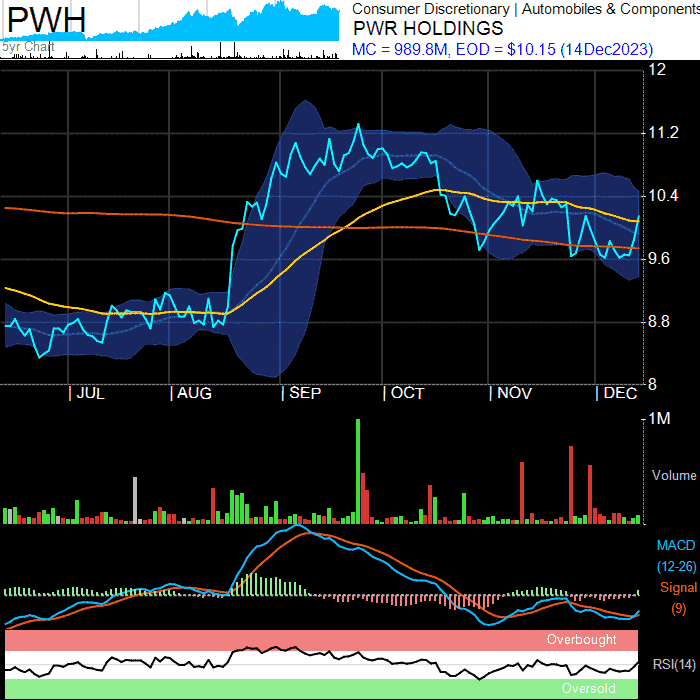 PWH
5yr Chart
Consumer Discretionary | Automobiles & Components
PWR HOLDINGS
MC = 989.8M, EOD = $10.15 (14Dec2023)
12
11.2
10.4
9.6
8.8
8
| JUL | AUG | SEP | OCT | NOV | DEC
1M
Volume
MACD
(12-26)
Signal
(9)
Overbought
RSI(14)
Oversold